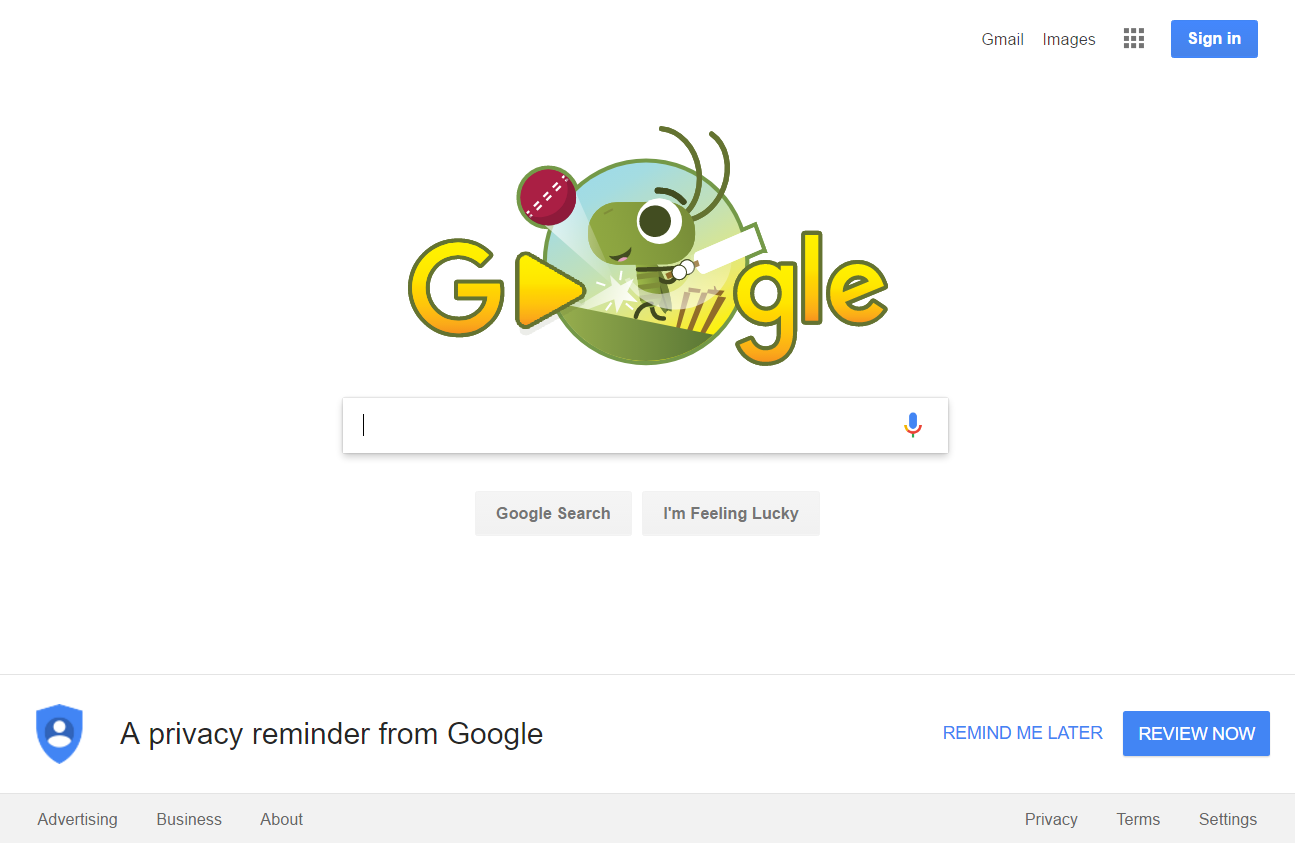 Gmail Images Sign in
Google
Google Search I'm Feeling Lucky
A privacy reminder from Google REMIND ME LATER REVIEW NOW
Advertising Business About Privacy Terms Settings